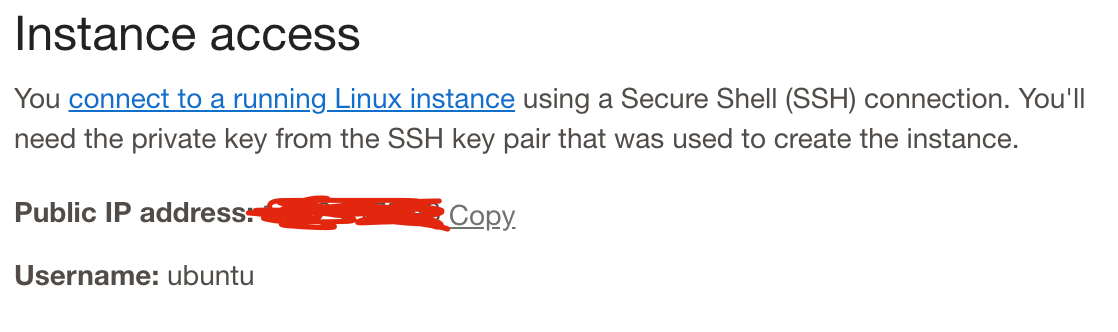 Instance access
You connect to a running Linux instance using a Secure Shell (SSH) connection. You'll
need the private key from the SSH key pair that was used to create the instance.
Public IP address: Copy
Username: ubuntu